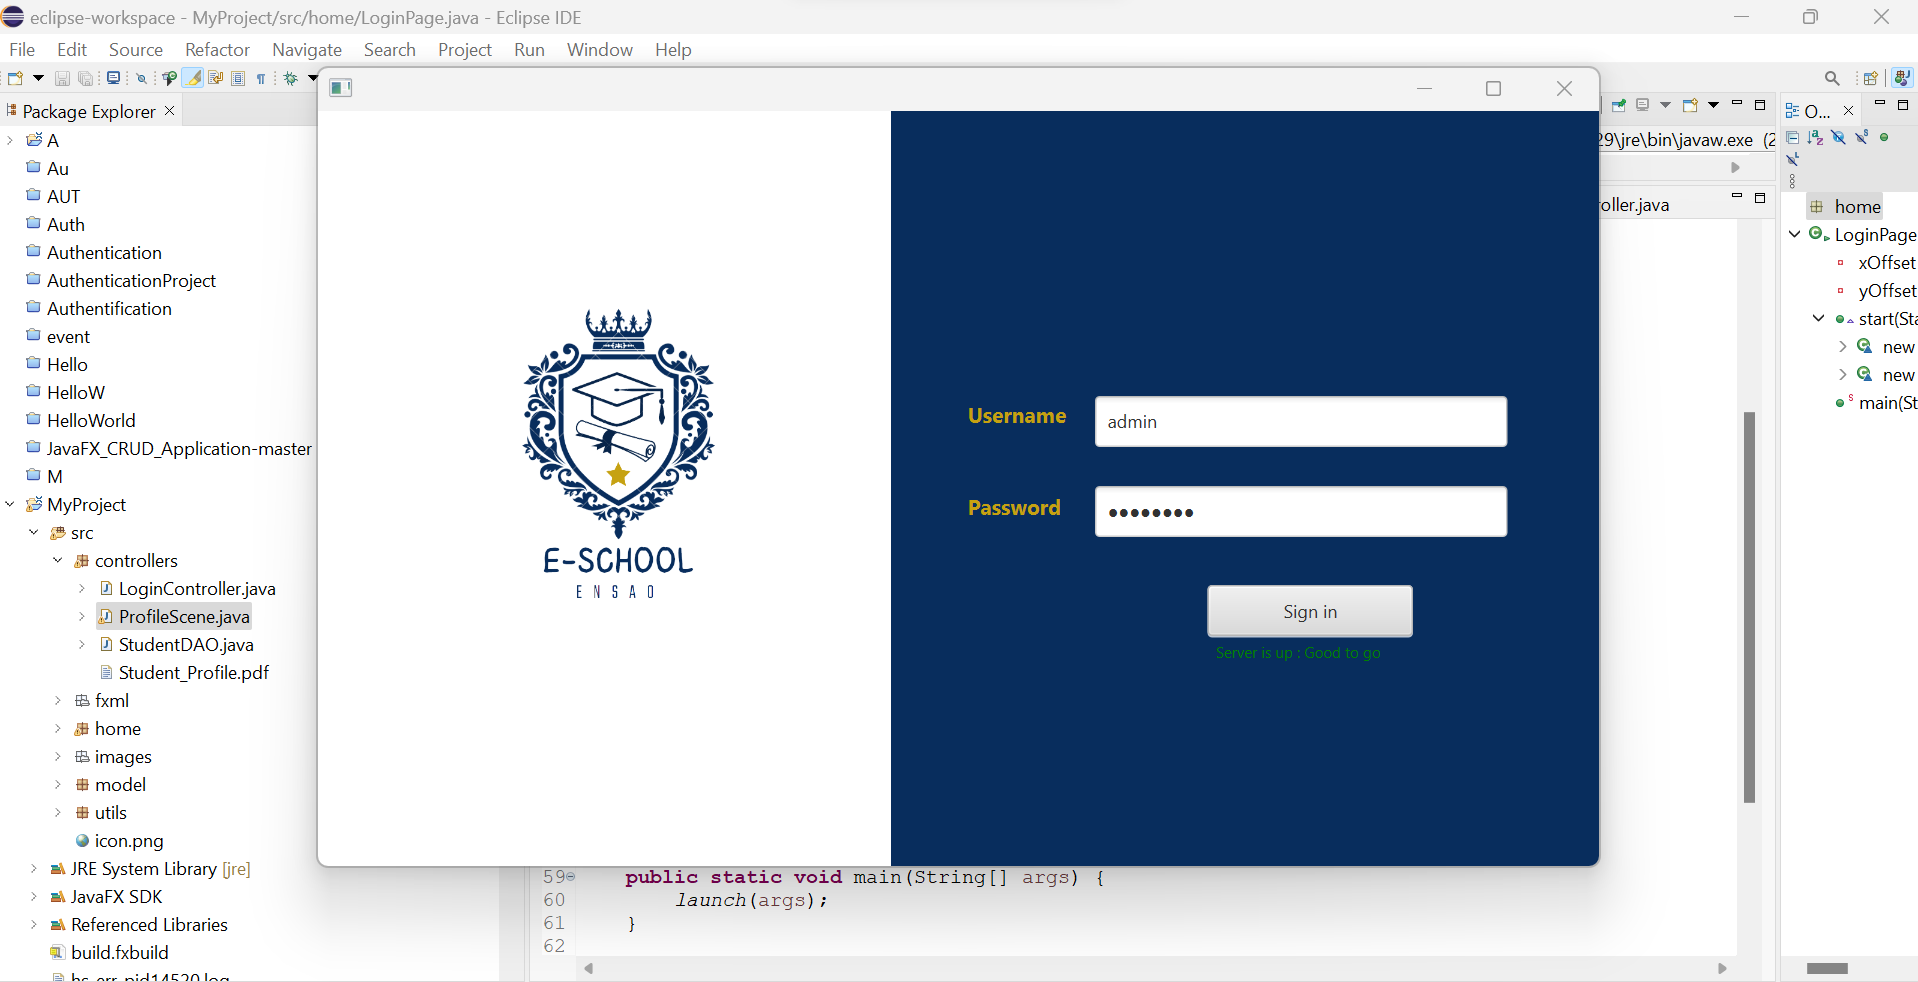 eclipse-workspace - MyProject/src/home/LoginPage.java - Eclipse IDE
File Edit Source Refactor Navigate Search Project Run Window Help
Package Explorer
A
Au
AUT
Auth
Authentication
AuthenticationProject
Authentification
event
Hello
HelloW
HelloWorld
JavaFX_CRUD_Application-master
M
MyProject
src
controllers
LoginController.java
ProfileScene.java
StudentDAO.java
Student_Profile.pdf
fxml
home
images
model
utils
icon.png
JRE System Library [jre]
JavaFX SDK
Referenced Libraries
build.fxbuild
hs_err_pid14520.log
E-SCHOOL
ENSAO
Username
admin
Password
Sign in
Server is up : Good to go
29\jre\bin\javaw.exe (2
oller.java
59 public static void main(String[] args) {
60 launch(args);
61 }
62
O...
home
LoginPage
xOffset
yOffset
start(Sta
new
new
main(St